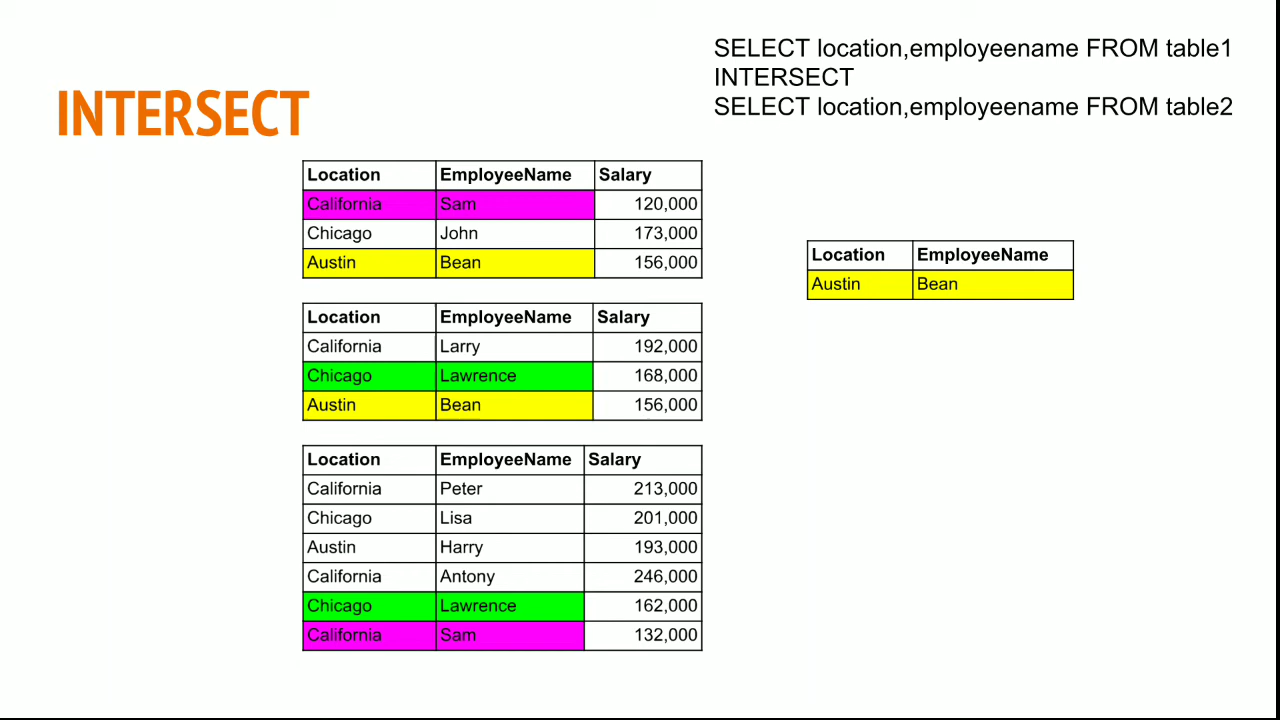 SELECT location,employeename FROM table1
INTERSECT
SELECT location,employeename FROM table2
INTERSECT
Location EmployeeName Salary
California Sam 120,000
Chicago John 173,000
Austin Bean 156,000
Location EmployeeName
Austin Bean
Location EmployeeName Salary
California Larry 192,000
Chicago Lawrence 168,000
Austin Bean 156,000
Location EmployeeName Salary
California Peter 213,000
Chicago Lisa 201,000
Austin Harry 193,000
California Antony 246,000
Chicago Lawrence 162,000
California Sam 132,000